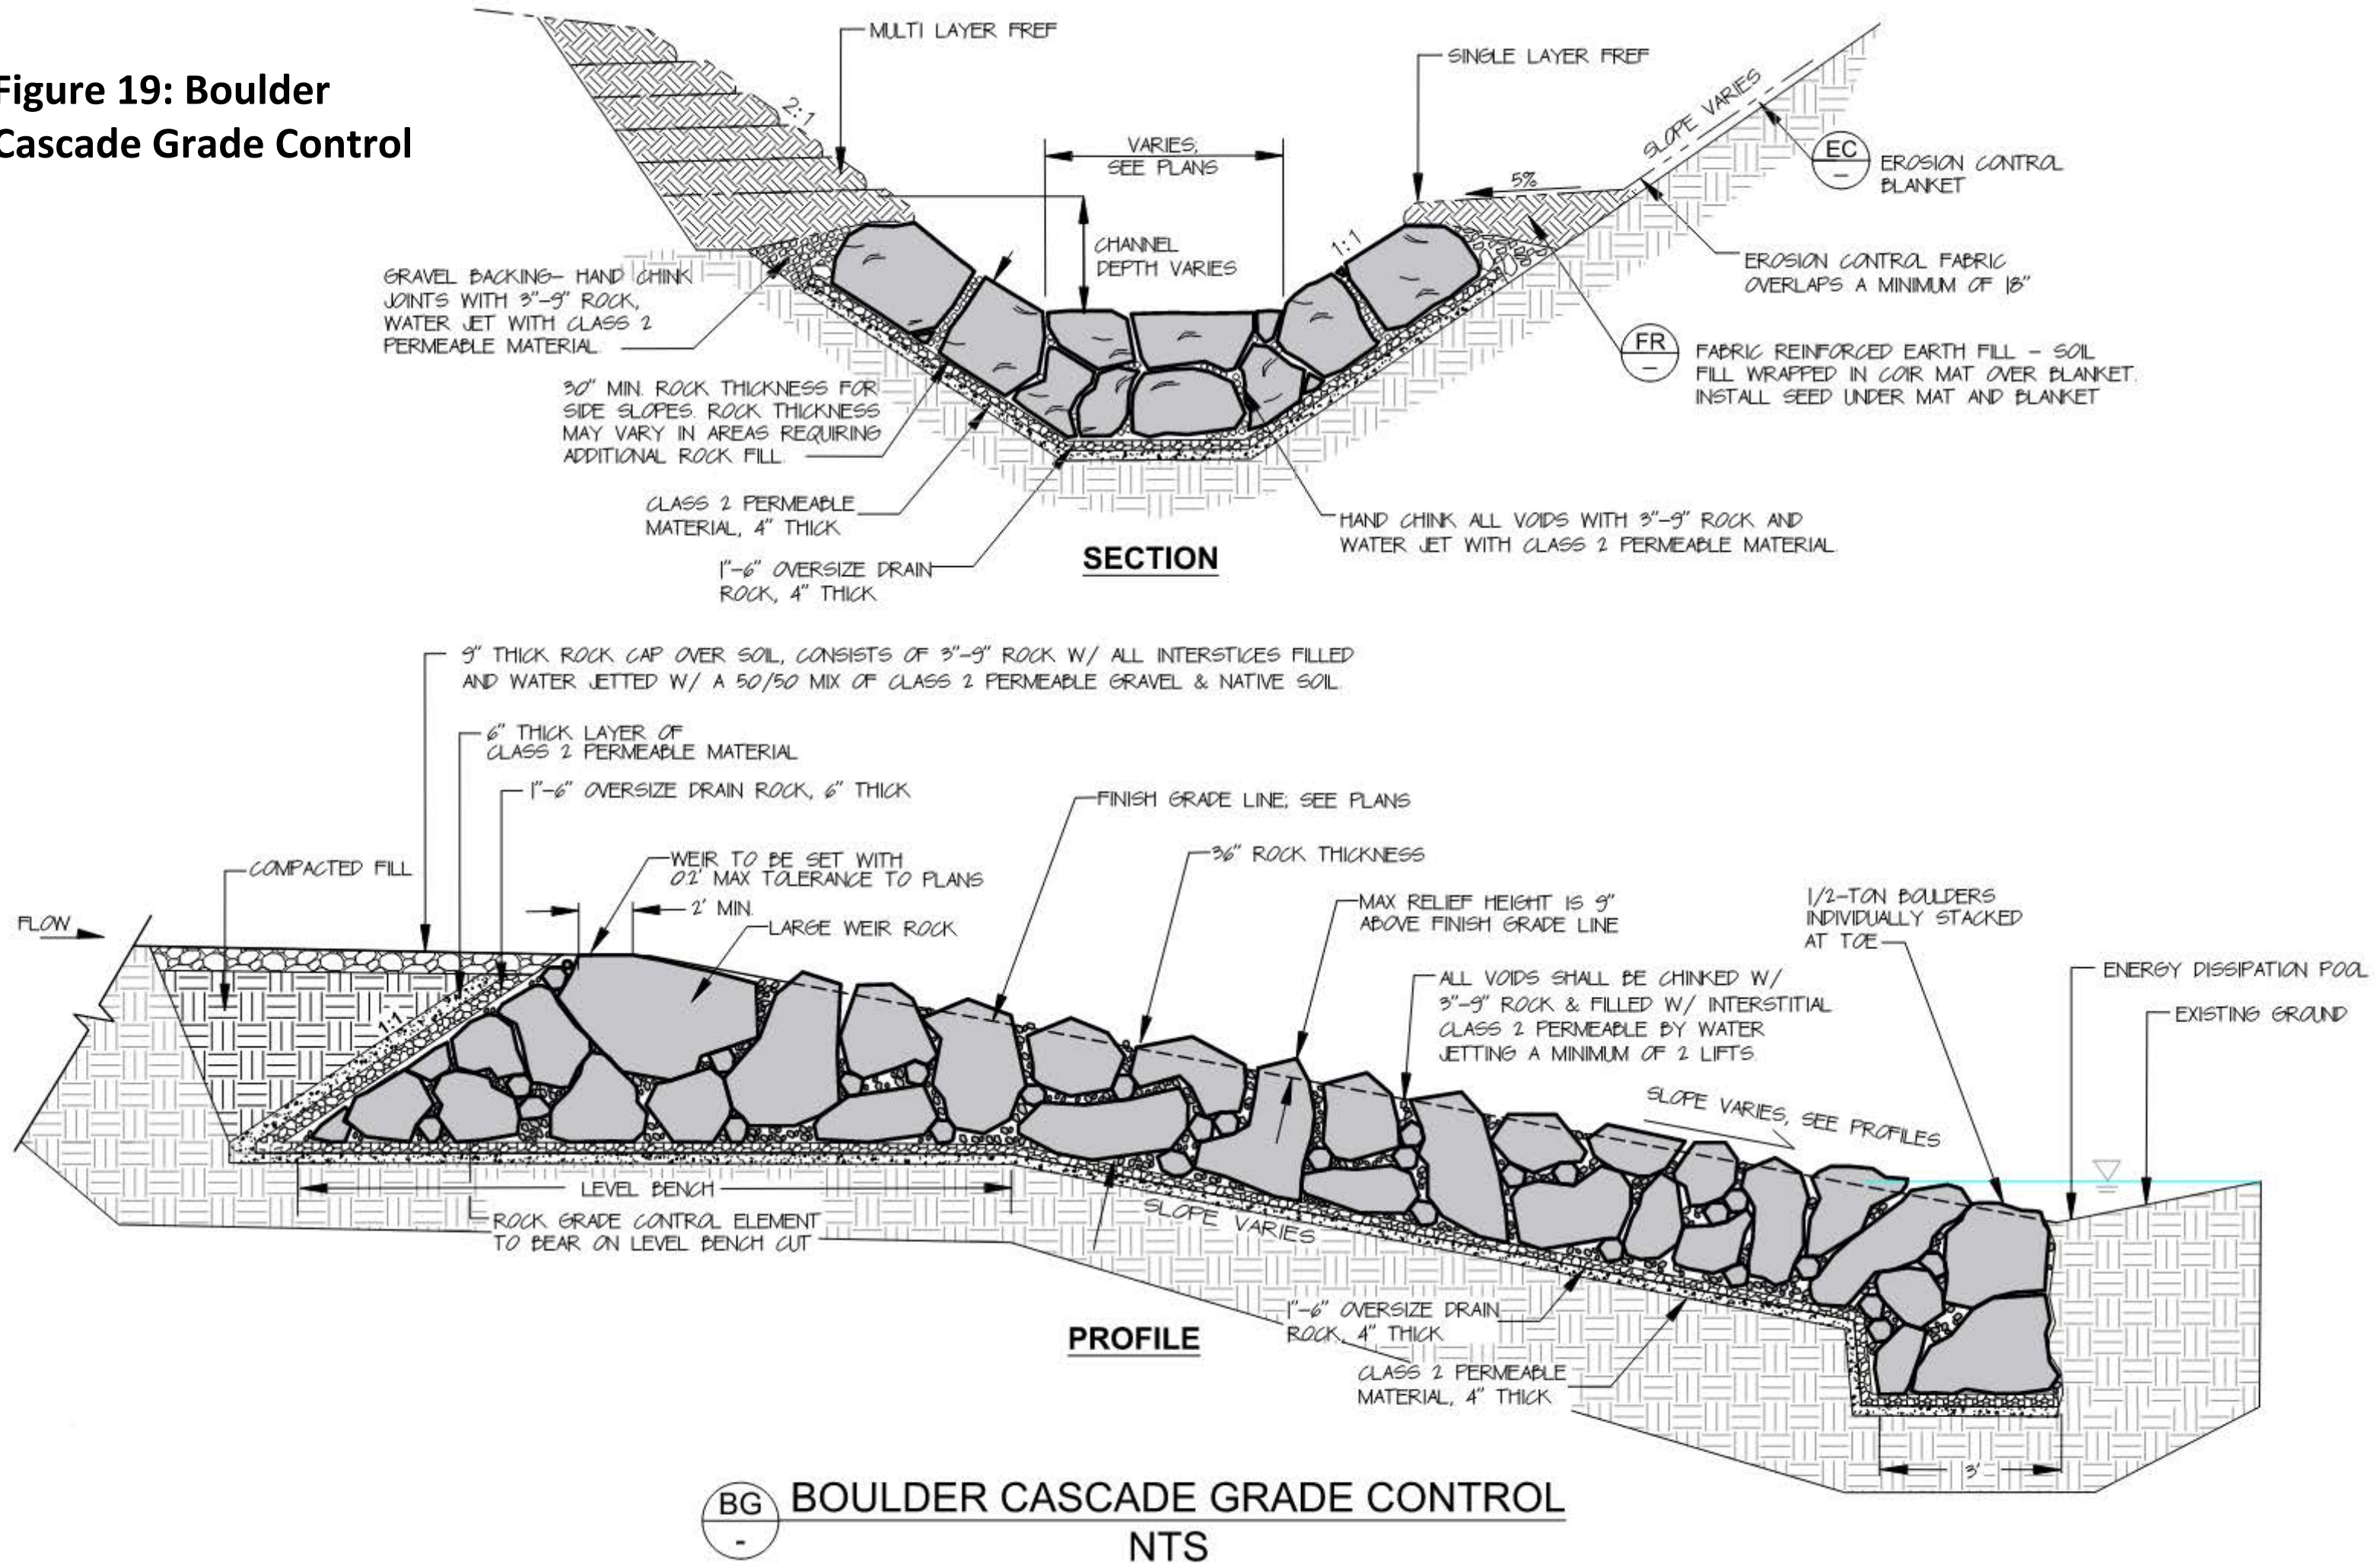 Figure 19: Boulder
Cascade Grade Control
MULTI LAYER FREF
SINGLE LAYER FREF
2:1
VARIES,
SEE PLANS
SLOPE VARIES
EC
-
EROSION CONTROL
BLANKET
5%
1:1
CHANNEL
DEPTH VARIES
GRAVEL BACKING- HAND CHINK
JOINTS WITH 3"-9" ROCK,
WATER JET WITH CLASS 2
PERMEABLE MATERIAL.
EROSION CONTROL FABRIC
OVERLAPS A MINIMUM OF 18"
FR
-
FABRIC REINFORCED EARTH FILL - SOIL
FILL WRAPPED IN COIR MAT OVER BLANKET.
INSTALL SEED UNDER MAT AND BLANKET
30" MIN. ROCK THICKNESS FOR
SIDE SLOPES. ROCK THICKNESS
MAY VARY IN AREAS REQUIRING
ADDITIONAL ROCK FILL.
CLASS 2 PERMEABLE
MATERIAL, 4" THICK
1"-6" OVERSIZE DRAIN
ROCK, 4" THICK
HAND CHINK ALL VOIDS WITH 3"-9" ROCK AND
WATER JET WITH CLASS 2 PERMEABLE MATERIAL.
SECTION
9" THICK ROCK CAP OVER SOIL, CONSISTS OF 3"-9" ROCK W/ ALL INTERSTICES FILLED
AND WATER JETTED W/ A 50/50 MIX OF CLASS 2 PERMEABLE GRAVEL & NATIVE SOIL.
6" THICK LAYER OF
CLASS 2 PERMEABLE MATERIAL
1"-6" OVERSIZE DRAIN ROCK, 6" THICK
FINISH GRADE LINE; SEE PLANS
COMPACTED FILL
WEIR TO BE SET WITH
0.2' MAX TOLERANCE TO PLANS
36" ROCK THICKNESS
2' MIN.
LARGE WEIR ROCK
MAX RELIEF HEIGHT IS 9"
ABOVE FINISH GRADE LINE
1/2-TON BOULDERS
INDIVIDUALLY STACKED
AT TOE
FLOW
ENERGY DISSIPATION POOL
ALL VOIDS SHALL BE CHINKED W/
3"-9" ROCK & FILLED W/ INTERSTITIAL
CLASS 2 PERMEABLE BY WATER
JETTING A MINIMUM OF 2 LIFTS.
EXISTING GROUND
1:1
SLOPE VARIES, SEE PROFILES
LEVEL BENCH
ROCK GRADE CONTROL ELEMENT
TO BEAR ON LEVEL BENCH CUT
SLOPE VARIES
1"-6" OVERSIZE DRAIN
ROCK, 4" THICK
PROFILE
CLASS 2 PERMEABLE
MATERIAL, 4" THICK
3'
BG
-
BOULDER CASCADE GRADE CONTROL
NTS